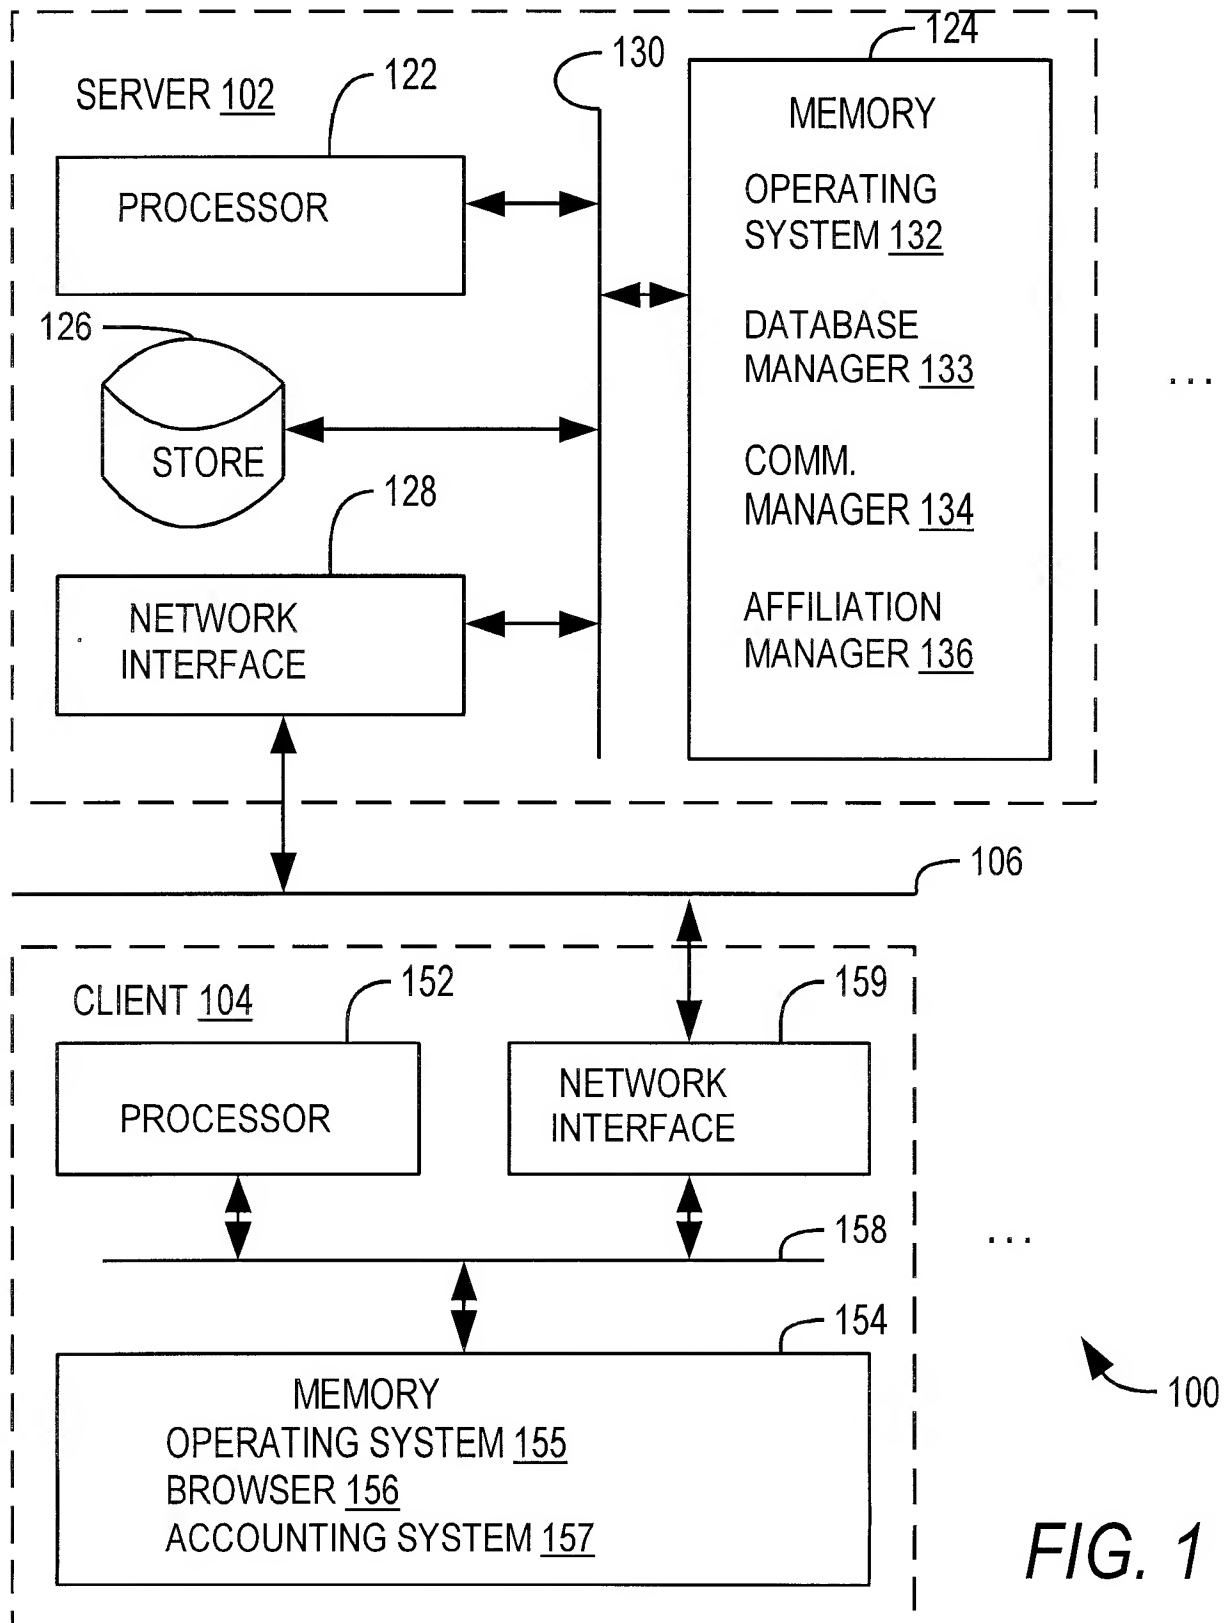 124
130
122
SERVER 102
MEMORY
PROCESSOR
OPERATING
SYSTEM 132
126
DATABASE
MANAGER 133
...
STORE
COMM.
MANAGER 134
128
NETWORK
INTERFACE
AFFILIATION
MANAGER 136
106
CLIENT 104
152
159
PROCESSOR
NETWORK
INTERFACE
158
...
154
MEMORY
OPERATING SYSTEM 155
BROWSER 156
ACCOUNTING SYSTEM 157
100
FIG. 1